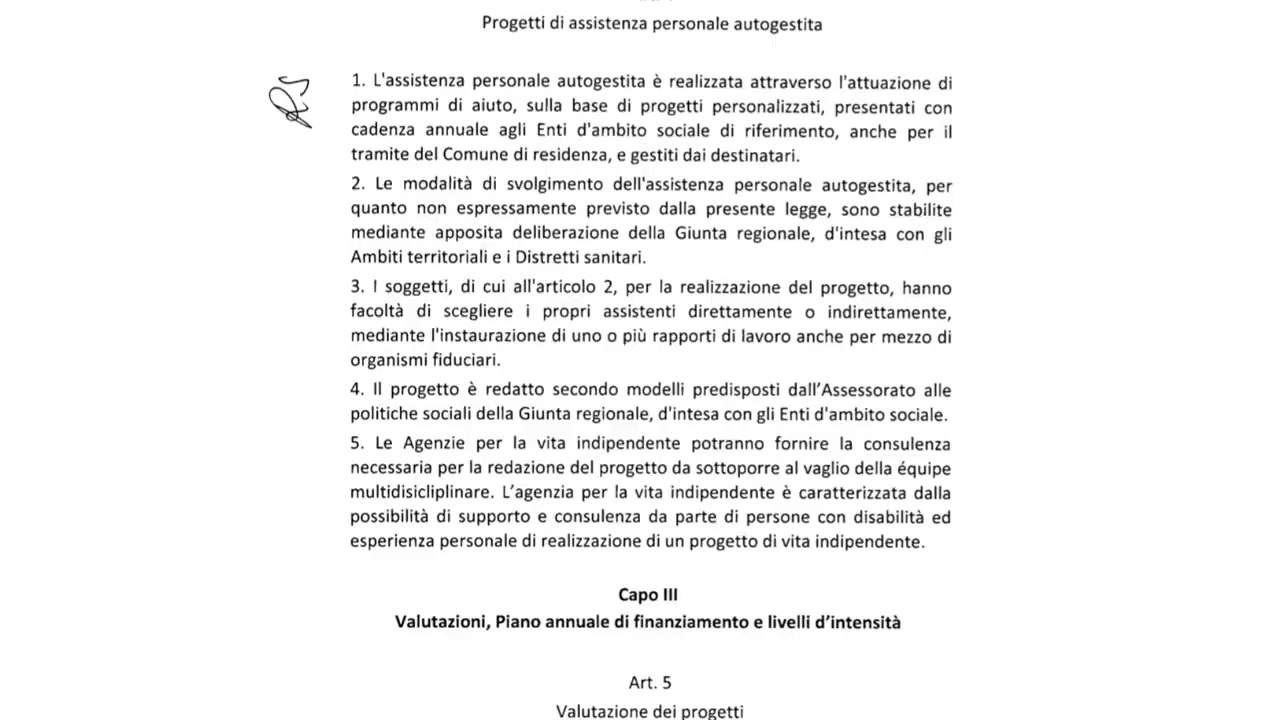 Progetti di assistenza personale autogestita
1. L'assistenza personale autogestita è realizzata attraverso l'attuazione di
programmi di aiuto, sulla base di progetti personalizzati, presentati con
cadenza annuale agli Enti d'ambito sociale di riferimento, anche per il
tramite del Comune di residenza, e gestiti dai destinatari.
2. Le modalità di svolgimento dell'assistenza personale autogestita, per
quanto non espressamente previsto dalla presente legge, sono stabilite
mediante apposita deliberazione della Giunta regionale, d'intesa con gli
Ambiti territoriali e i Distretti sanitari.
3. I soggetti, di cui all'articolo 2, per la realizzazione del progetto, hanno
facoltà di scegliere i propri assistenti direttamente o indirettamente,
mediante l'instaurazione di uno o più rapporti di lavoro anche per mezzo di
organismi fiduciari.
4. Il progetto è redatto secondo modelli predisposti dall’Assessorato alle
politiche sociali della Giunta regionale, d'intesa con gli Enti d'ambito sociale.
5. Le Agenzie per la vita indipendente potranno fornire la consulenza
necessaria per la redazione del progetto da sottoporre al vaglio della équipe
multidisicliplinare. L’agenzia per la vita indipendente è caratterizzata dalla
possibilità di supporto e consulenza da parte di persone con disabilità ed
esperienza personale di realizzazione di un progetto di vita indipendente.
Capo III
Valutazioni, Piano annuale di finanziamento e livelli d’intensità
Art. 5
Valutazione dei progetti